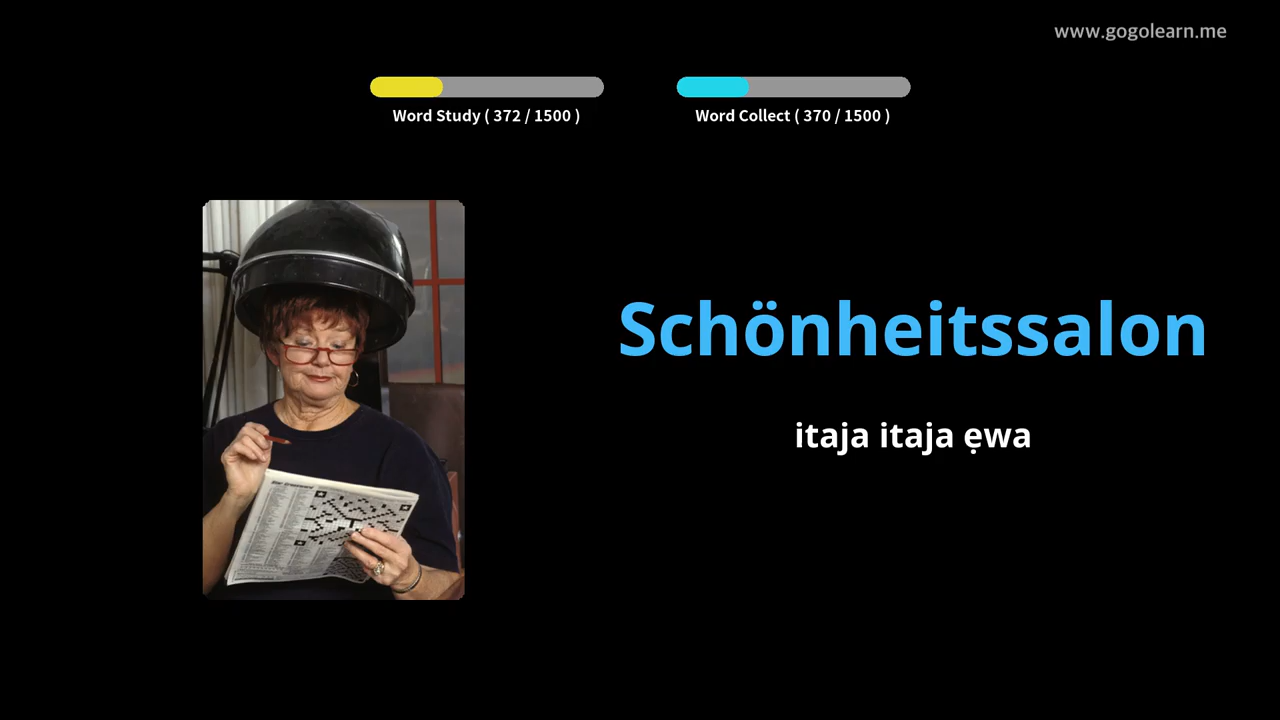 www.gogolearn.me
Word Study ( 372 / 1500 )
Word Collect ( 370 / 1500 )
Schönheitssalon
itaja itaja ẹwa